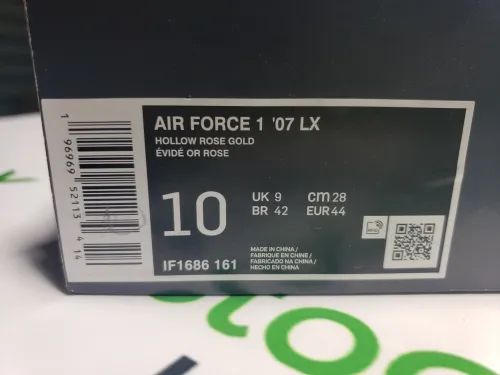 AIR FORCE 1 '07 LX
HOLLOW ROSE GOLD
ÉVIDÉ OR ROSE
10
UK 9 cm 28
BR 42 EUR 44
MADE IN CHINA /
FABRIQUÉ EN CHINE /
FABRICADO NA CHINA /
HECHO EN CHINA
IF1686 161
1 96969 52113 4 14